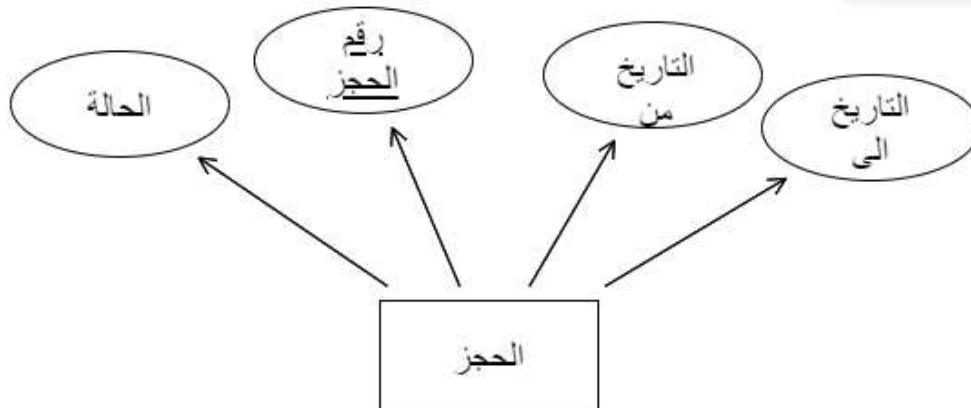 رقم
الحجز
التاريخ
من
الحالة
التاريخ
الى
الحجز